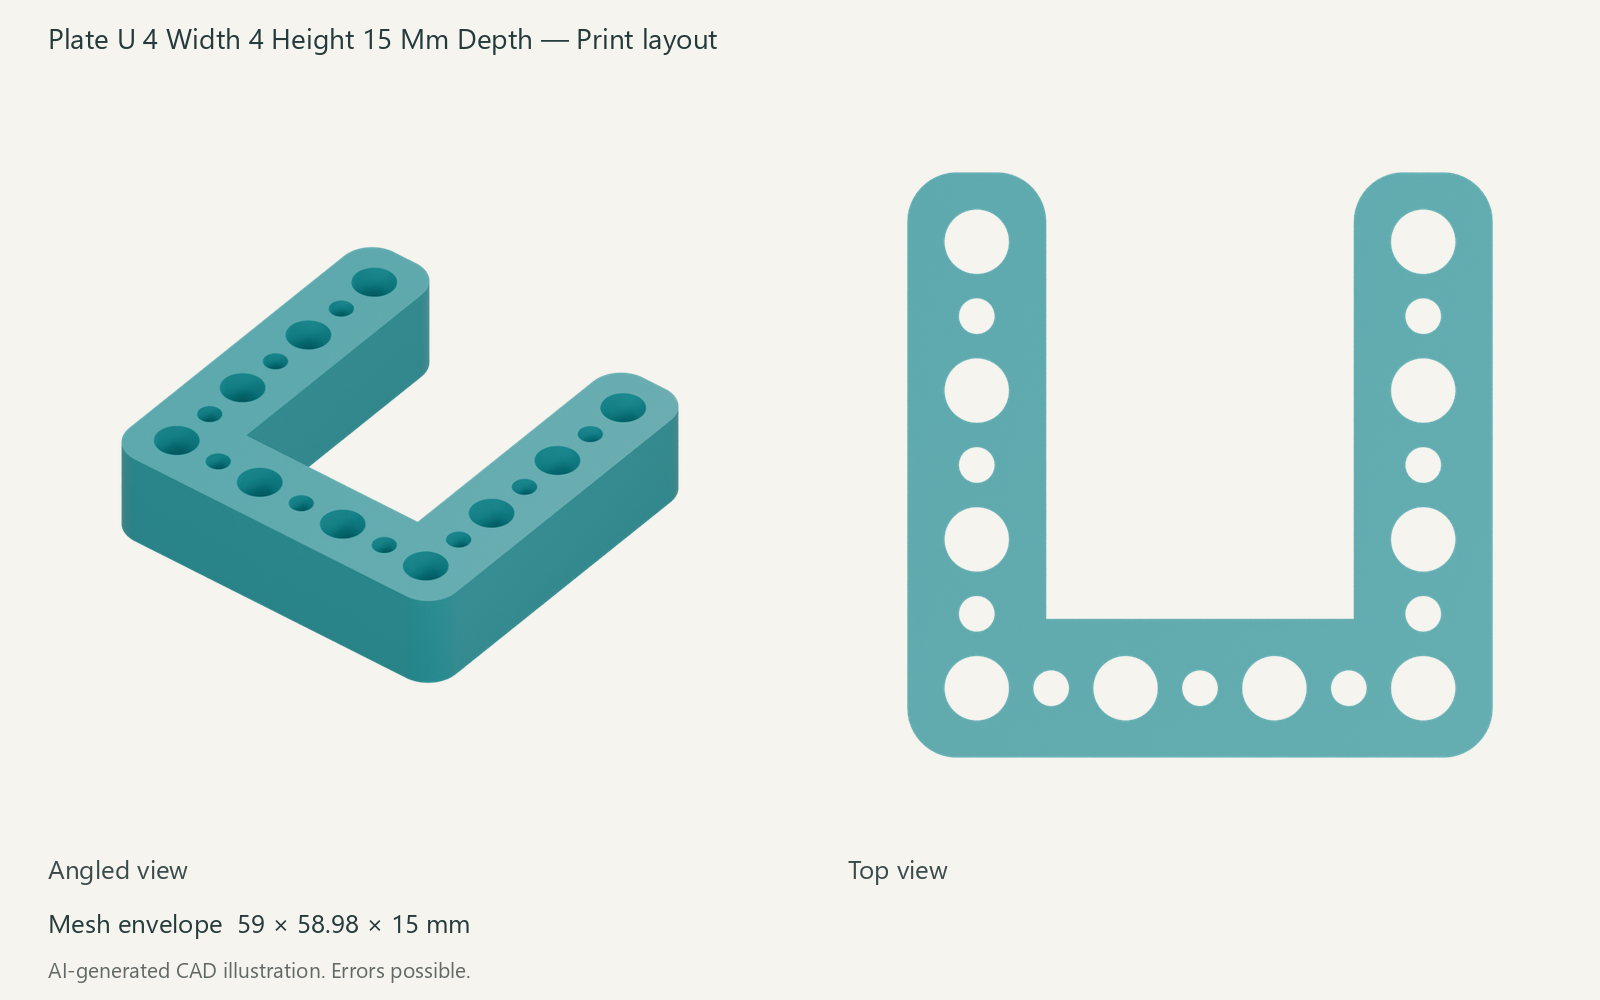 Plate U 4 Width 4 Height 15 Mm Depth — Print layout
Angled view
Top view
Mesh envelope 59 × 58.98 × 15 mm
AI-generated CAD illustration. Errors possible.